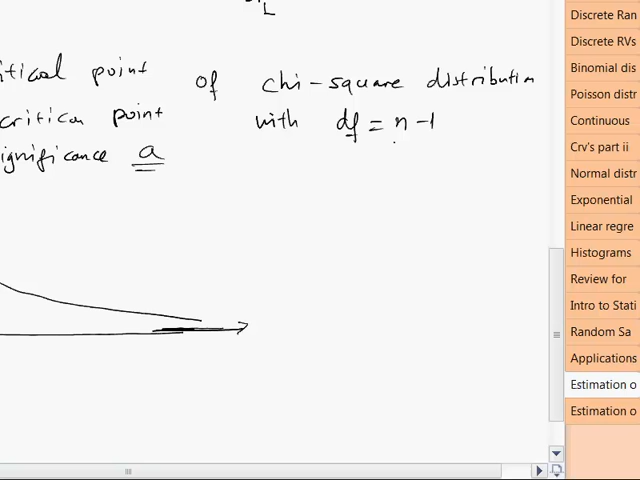 L
itical point of chi-square distribution
critical point with df = n-1
ignificance a
Discrete Ran
Discrete RVs
Binomial dis
Poisson distr
Continuous
Crv's part ii
Normal distr
Exponential
Linear regre
Histograms
Review for
Intro to Stati
Random Sa
Applications
Estimation o
Estimation o